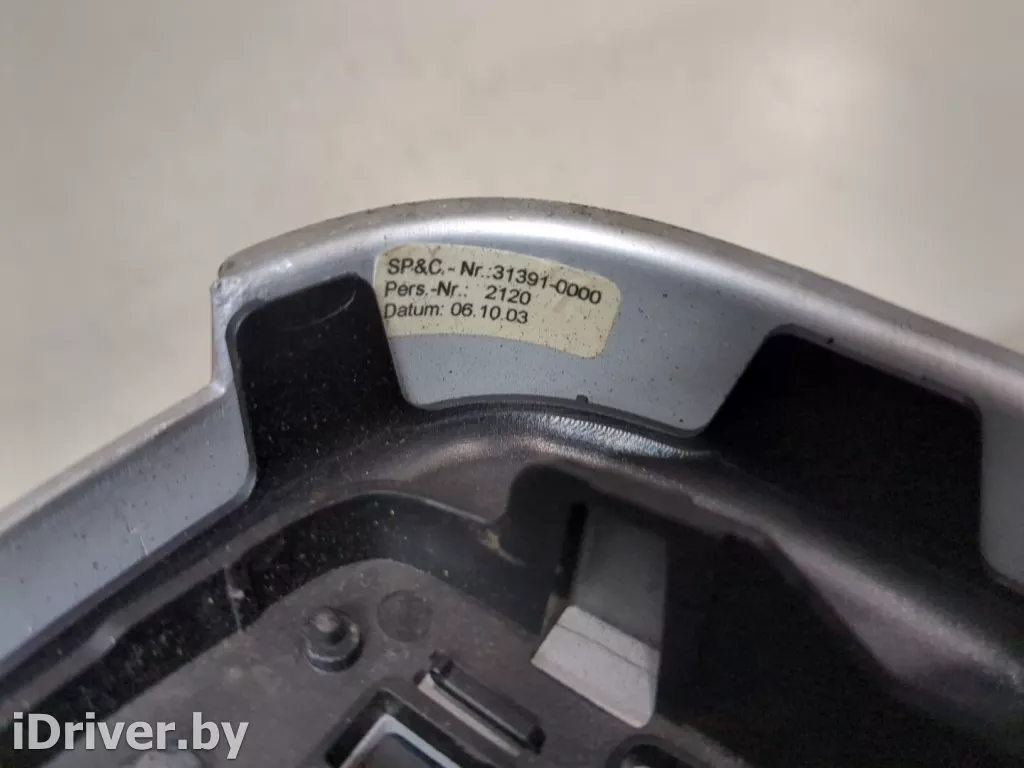 SP&C.- Nr.:31391-0000
Pers.-Nr.: 2120
Datum: 06.10.03
iDriver.by